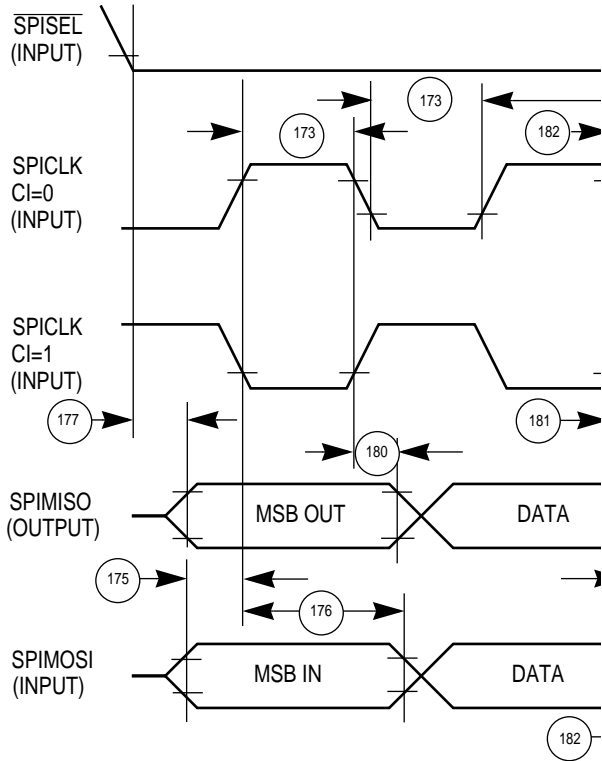 SPISEL
(INPUT)
173
173
182
SPICLK
CI=0
(INPUT)
SPICLK
CI=1
(INPUT)
177
181
180
SPIMISO
(OUTPUT)
MSB OUT
DATA
175
176
SPIMOSI
(INPUT)
MSB IN
DATA
182